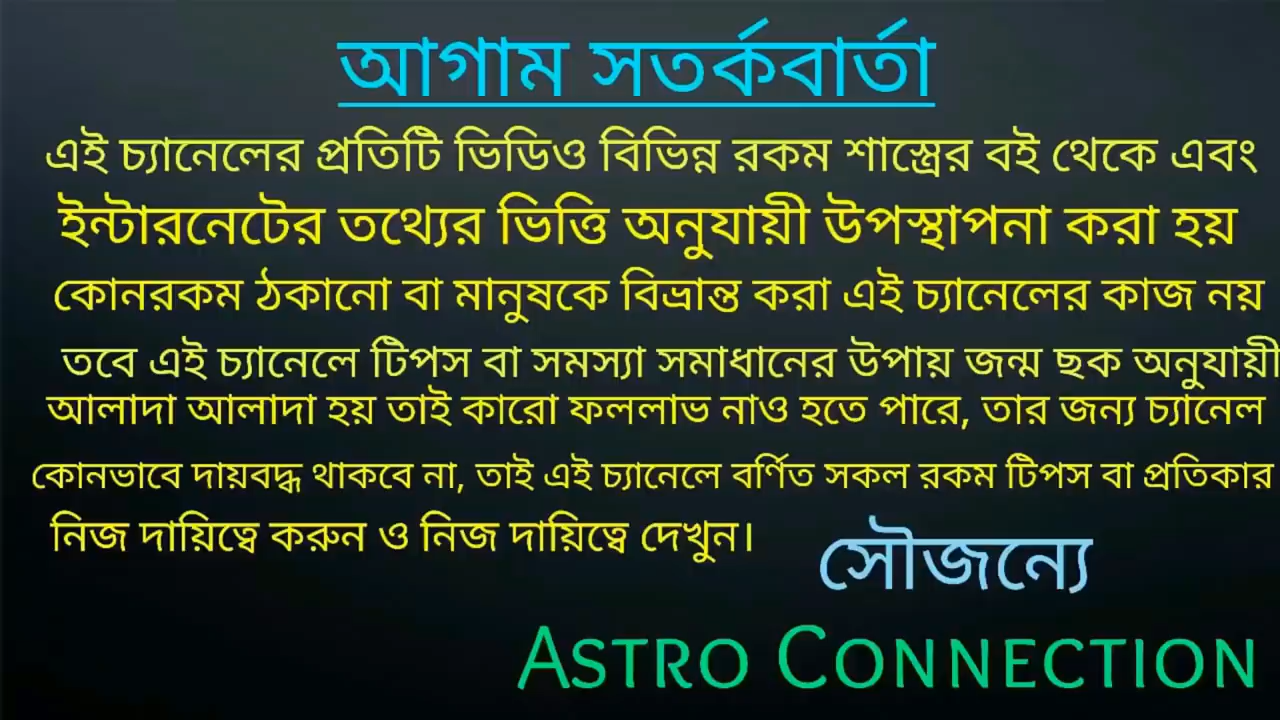 আগাম সতর্কবার্তা
এই চ্যানেলের প্রতিটি ভিডিও বিভিন্ন রকম শাস্ত্রের বই থেকে এবং
ইন্টারনেটের তথ্যের ভিত্তি অনুযায়ী উপস্থাপনা করা হয়
কোনরকম ঠকানো বা মানুষকে বিভ্রান্ত করা এই চ্যানেলের কাজ নয়
তবে এই চ্যানেলে টিপস বা সমস্যা সমাধানের উপায় জন্ম ছক অনুযায়ী
আলাদা আলাদা হয় তাই কারো ফললাভ নাও হতে পারে, তার জন্য চ্যানেল
কোনভাবে দায়বদ্ধ থাকবে না, তাই এই চ্যানেলে বর্ণিত সকল রকম টিপস বা প্রতিকার
নিজ দায়িত্বে করুন ও নিজ দায়িত্বে দেখুন।
সৌজন্যে
ASTRO CONNECTION